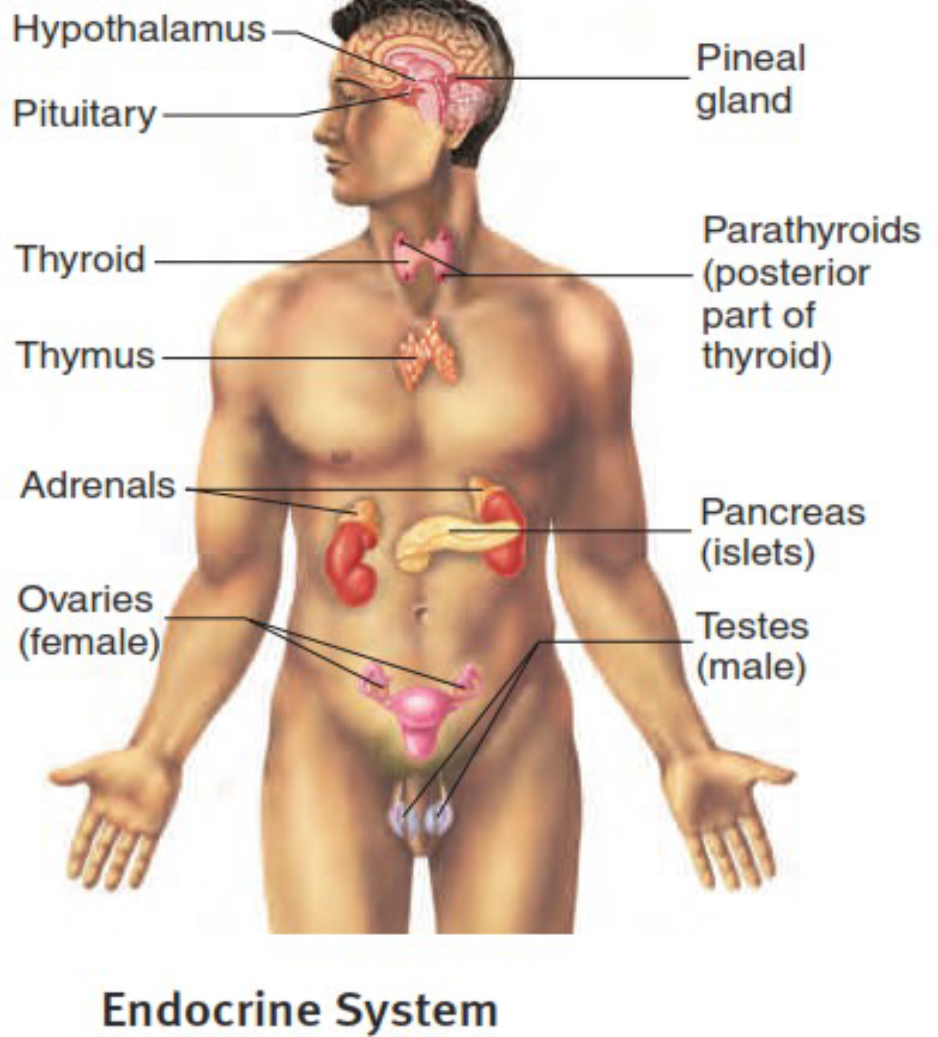 Hypothalamus
Pituitary
Pineal
gland
Thyroid
Parathyroids
(posterior
part of
thyroid)
Thymus
Adrenals
Pancreas
(islets)
Ovaries
(female)
Testes
(male)
Endocrine System